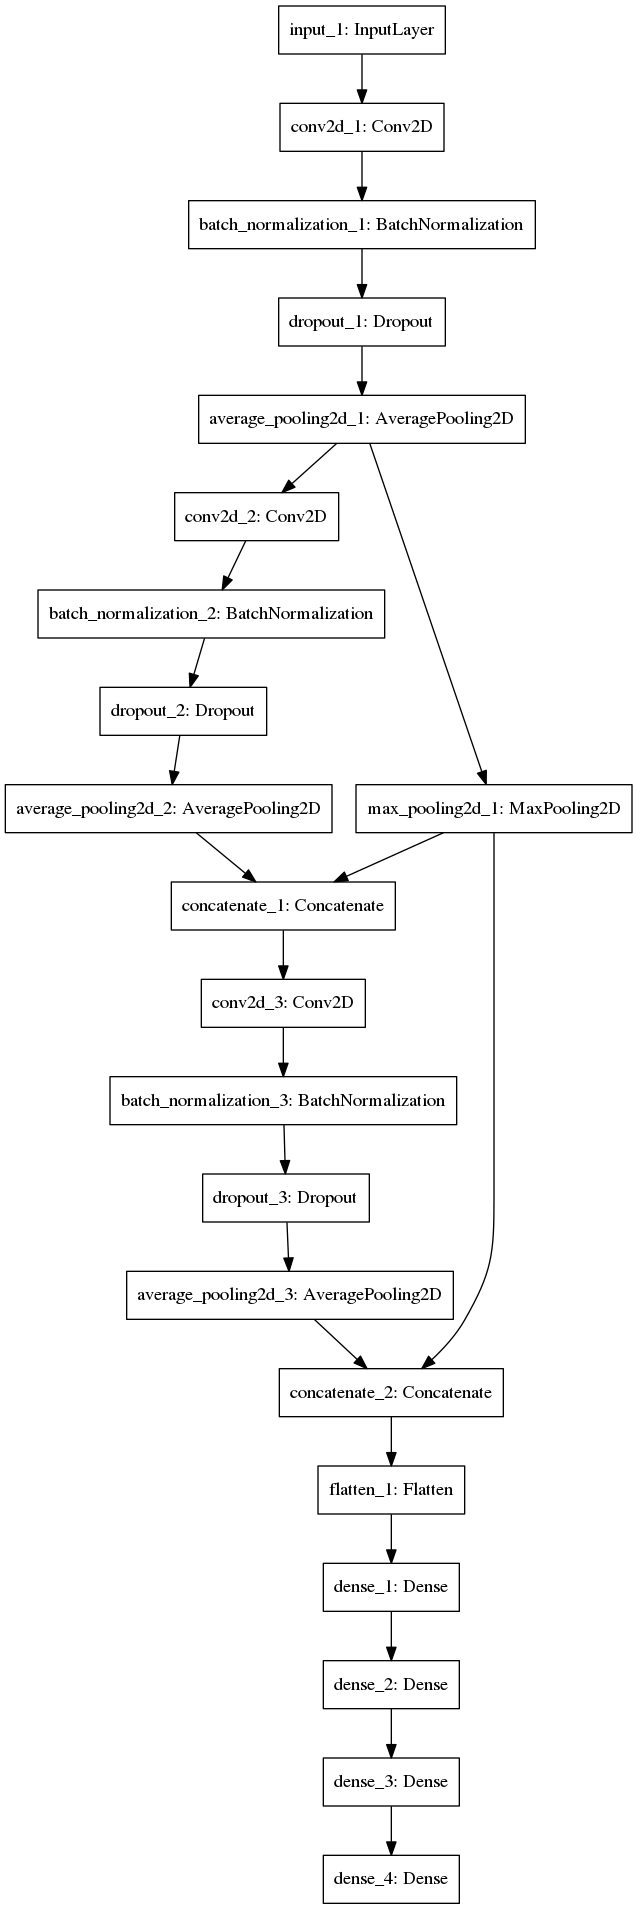 input_1: InputLayer
conv2d_1: Conv2D
batch_normalization_1: BatchNormalization
dropout_1: Dropout
average_pooling2d_1: AveragePooling2D
conv2d_2: Conv2D
batch_normalization_2: BatchNormalization
dropout_2: Dropout
average_pooling2d_2: AveragePooling2D
max_pooling2d_1: MaxPooling2D
concatenate_1: Concatenate
conv2d_3: Conv2D
batch_normalization_3: BatchNormalization
dropout_3: Dropout
average_pooling2d_3: AveragePooling2D
concatenate_2: Concatenate
flatten_1: Flatten
dense_1: Dense
dense_2: Dense
dense_3: Dense
dense_4: Dense